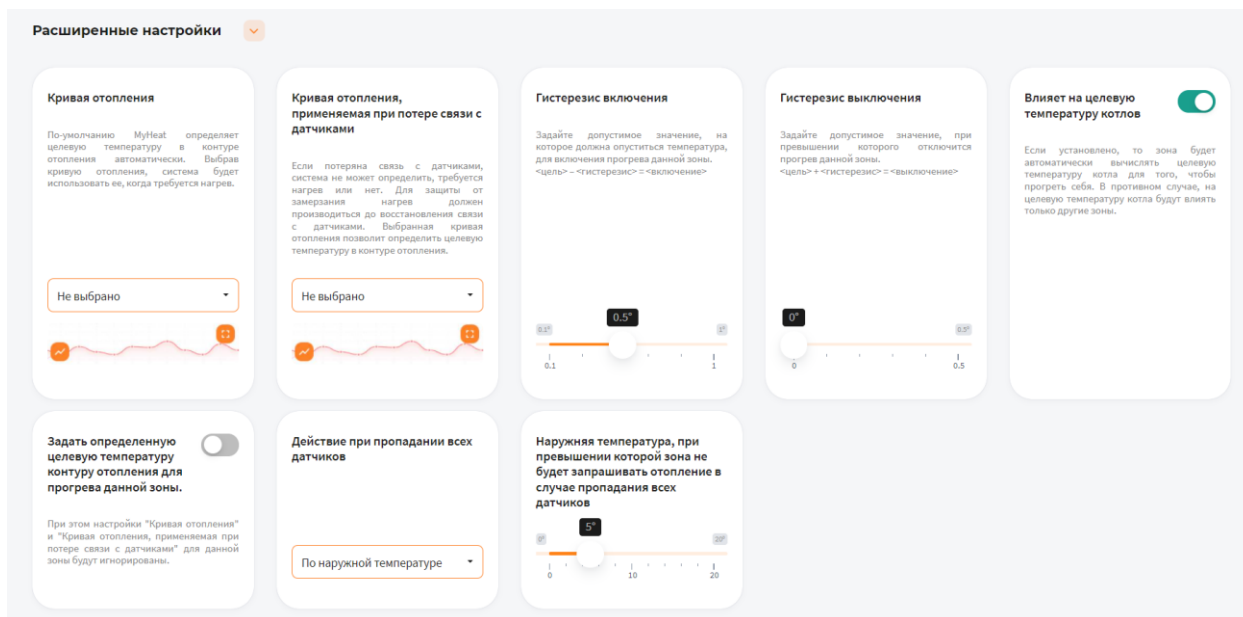 Расширенные настройки
Кривая отопления
По-умолчанию MyHeat определяет
целевую температуру в контуре
отопления автоматически. Выбрав
кривую отопления, система будет
использовать ее, когда требуется нагрев.
Не выбрано
Кривая отопления,
применяемая при потере связи с
датчиками
Если потеряна связь с датчиками,
система не может определить, требуется
нагрев или нет. Для защиты от
замерзания нагрев должен
производиться до восстановления связи
с датчиками. Выбранная кривая
отопления позволит определить целевую
температуру в контуре отопления.
Не выбрано
Гистерезис включения
Задайте допустимое значение, на
которое должна опуститься температура,
для включения прогрева данной зоны.
<цель> – <гистерезис> = <включение>
0.5°
0.1° 1°
0.1 1
Гистерезис выключения
Задайте допустимое значение, при
превышении которого отключится
прогрев данной зоны.
<цель> + <гистерезис> = <выключение>
0°
0.5°
0 0.5
Влияет на целевую
температуру котлов
Если установлено, то зона будет
автоматически вычислять целевую
температуру котла для того, чтобы
прогреть себя. В противном случае, на
целевую температуру котла будут влиять
только другие зоны.
Задать определенную
целевую температуру
контуру отопления для
прогрева данной зоны.
При этом настройки "Кривая отопления"
и "Кривая отопления, применяемая при
потере связи с датчиками" для данной
зоны будут игнорированы.
Действие при пропадании всех
датчиков
По наружной температуре
Наружняя температура, при
превышении которой зона не
будет запрашивать отопление в
случае пропадания всех
датчиков
5°
0° 20°
0 10 20